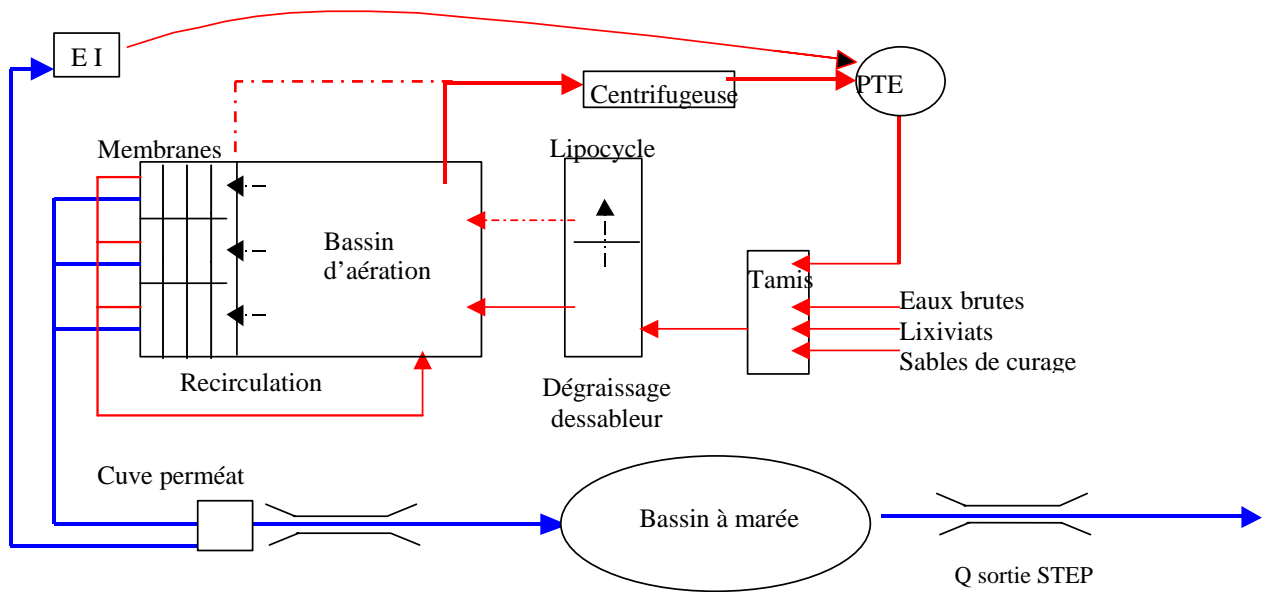 E I
Centrifugeuse
PTE
Membranes
Lipocycle
Bassin
d’aération
Tamis
Eaux brutes
Lixiviats
Sables de curage
Recirculation
Dégraissage
dessableur
Cuve perméat
Bassin à marée
Q sortie STEP